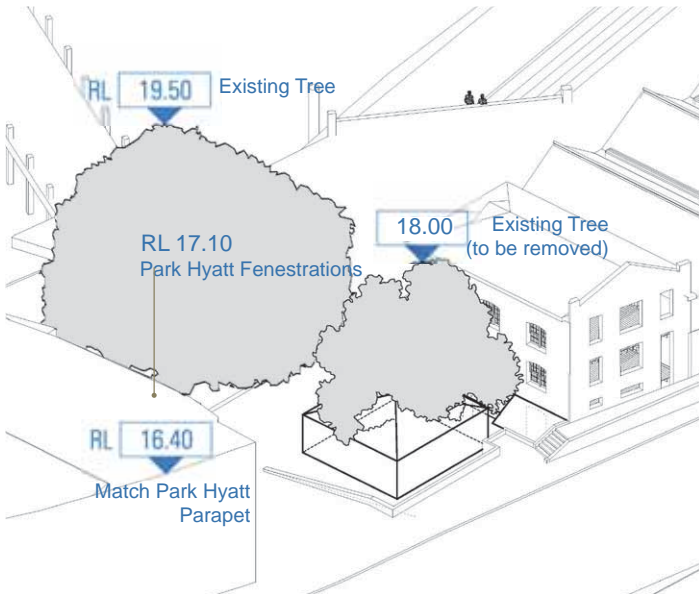 RL 19.50 Existing Tree
18.00 Existing Tree
(to be removed)
RL 17.10
Park Hyatt Fenestrations
RL 16.40
Match Park Hyatt
Parapet